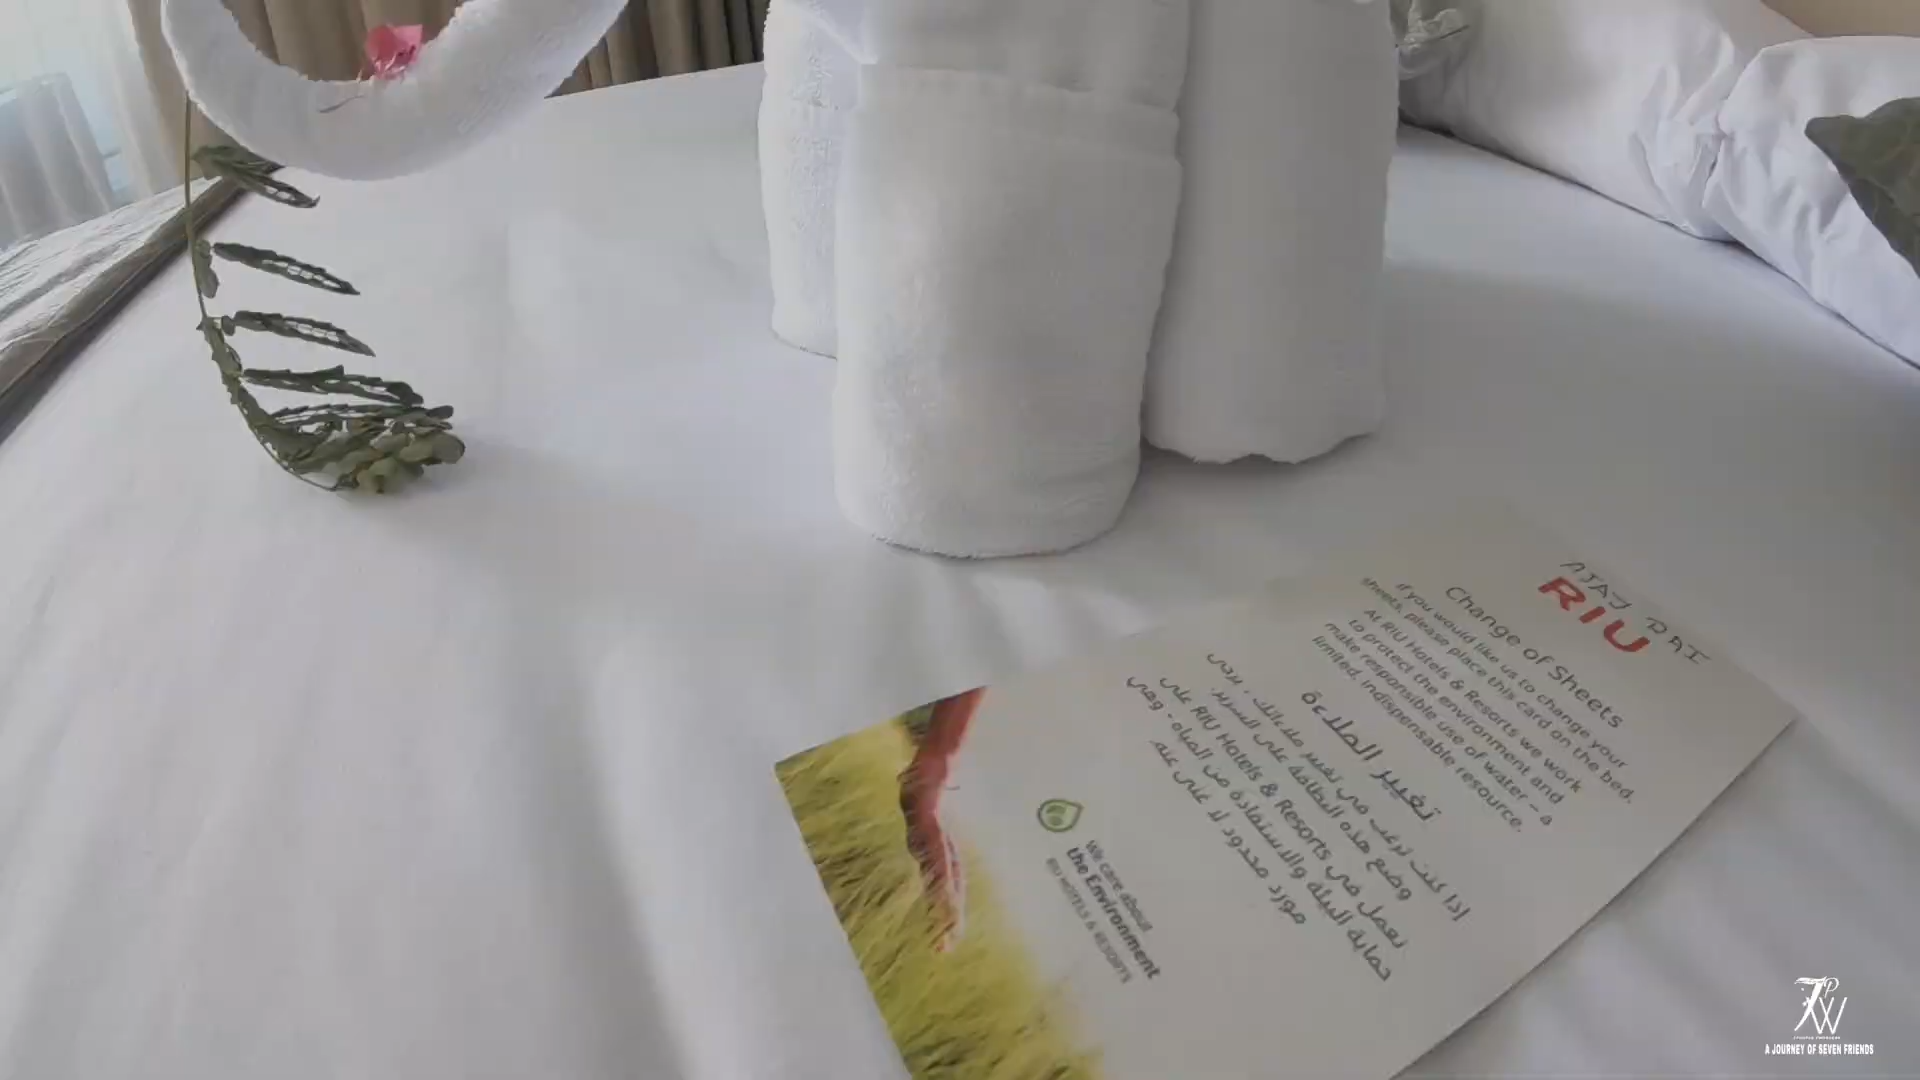 AJAJ RAI
RIU
Change of Sheets
If you would like us to change your
sheets, please place this card on the bed.
At RIU Hotels & Resorts we work
to protect the environment and
make responsible use of water – a
limited, indispensable resource.
تغيير الملاءة
إذا كنت ترغب في تغيير ملاءاتك ، يرجى
وضع هذه البطاقة على السرير.
نعمل في RIU Hotels & Resorts على
حماية البيئة والاستفادة من المياه - وهي
مورد محدود لا غنى عنه
We care about
the Environment
RIU HOTELS & RESORTS
A JOURNEY OF SEVEN FRIENDS